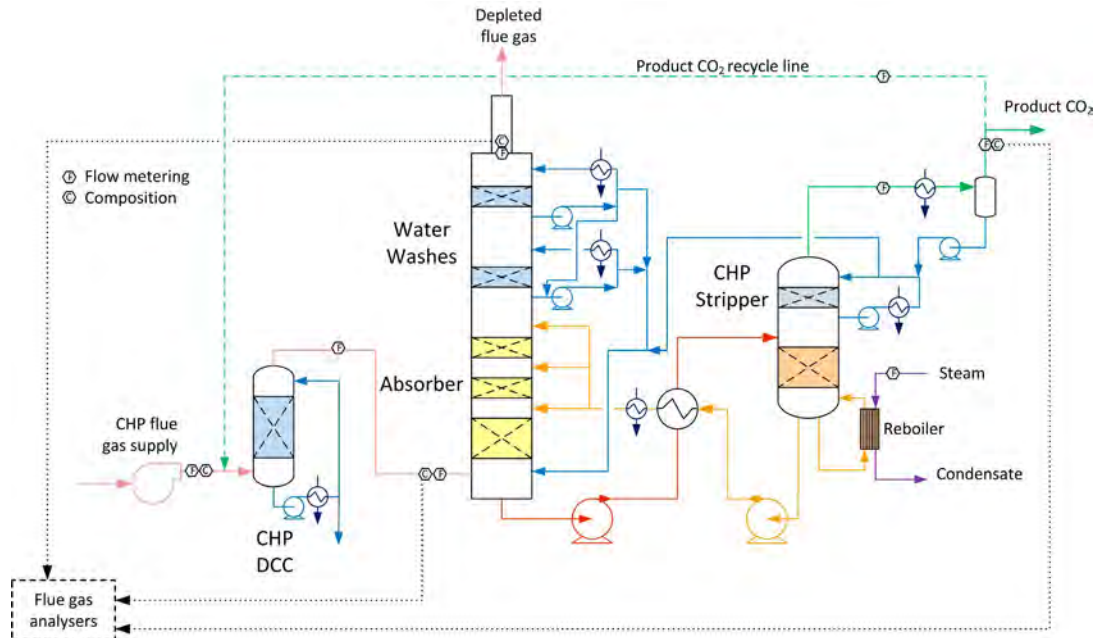 Depleted
flue gas
Product CO₂ recycle line
F
Product CO₂
C
F
F C
F Flow metering
C Composition
F
Water
Washes
CHP
Stripper
F
Absorber
F
Steam
CHP flue
gas supply
Reboiler
F C
C F
Condensate
CHP
DCC
Flue gas
analysers